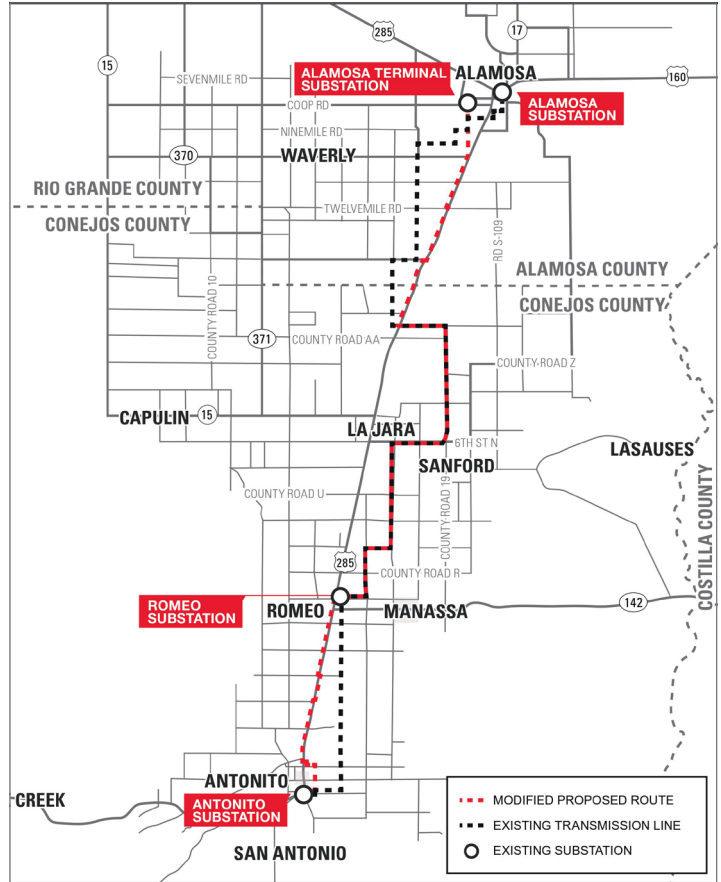 285
17
15
ALAMOSA TERMINAL
SUBSTATION
ALAMOSA
160
SEVENMILE RD
COOP RD
ALAMOSA
SUBSTATION
NINEMILE RD
370
WAVERLY
RIO GRANDE COUNTY
CONEJOS COUNTY
TWELVEMILE RD
RD S-109
ALAMOSA COUNTY
CONEJOS COUNTY
COUNTY ROAD 10
371
COUNTY ROAD AA
COUNTY ROAD Z
CAPULIN
15
LA JARA
6TH ST N
SANFORD
LASAUSES
COUNTY ROAD U
COUNTY ROAD 19
COSTILLA COUNTY
285
COUNTY ROAD R
ROMEO
SUBSTATION
ROMEO
MANASSA
142
ANTONITO
CREEK
ANTONITO
SUBSTATION
SAN ANTONIO
MODIFIED PROPOSED ROUTE
EXISTING TRANSMISSION LINE
EXISTING SUBSTATION